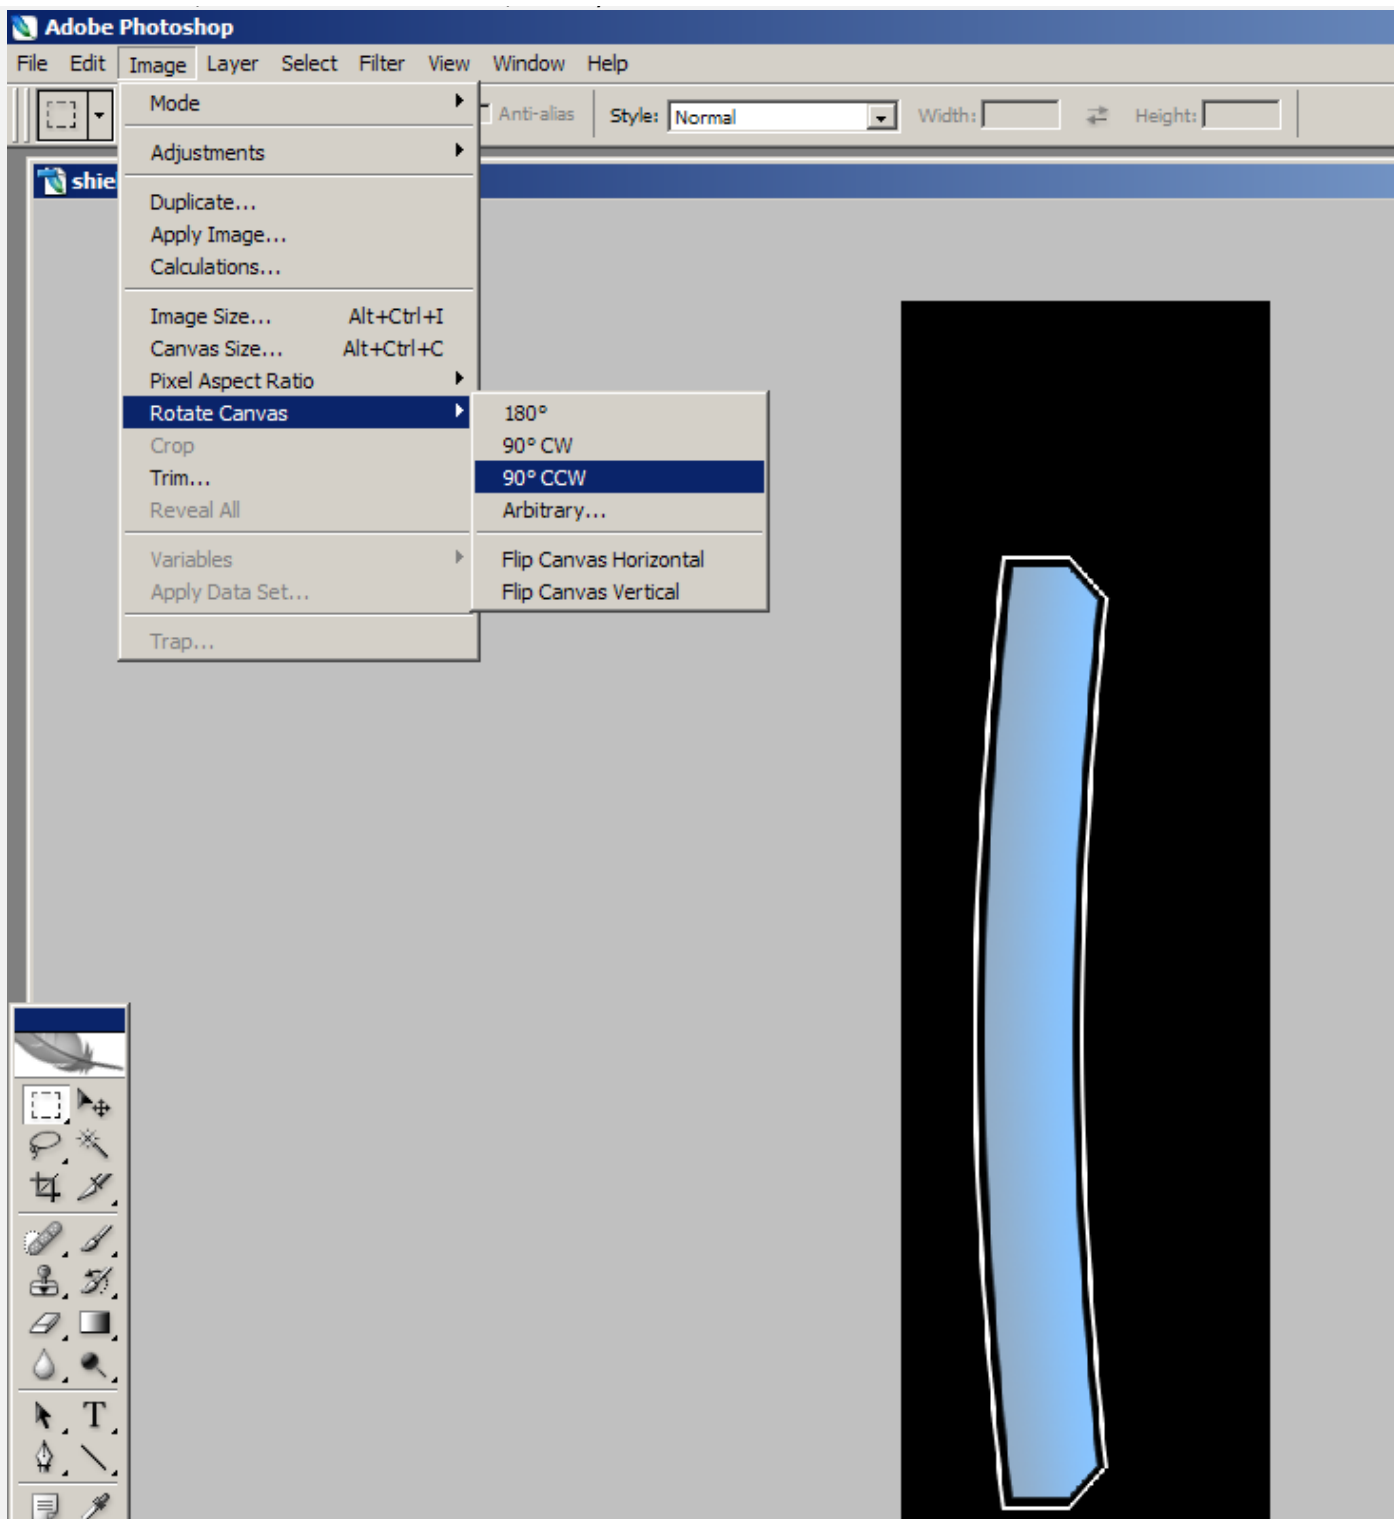 Adobe Photoshop
File Edit Image Layer Select Filter View Window Help
Anti-alias Style: Normal Width: Height:
shie
Mode
Adjustments
Duplicate...
Apply Image...
Calculations...
Image Size... Alt+Ctrl+I
Canvas Size... Alt+Ctrl+C
Pixel Aspect Ratio
Rotate Canvas
Crop
Trim...
Reveal All
Variables
Apply Data Set...
Trap...
180°
90° CW
90° CCW
Arbitrary...
Flip Canvas Horizontal
Flip Canvas Vertical